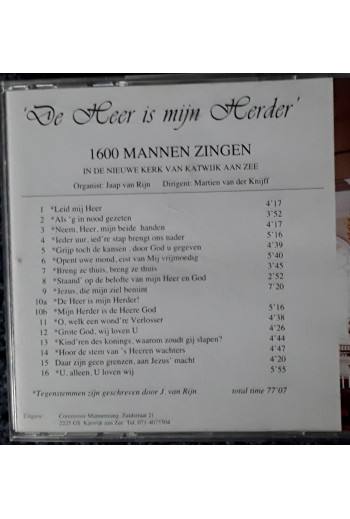 'De Heer is mijn Herder'
1600 MANNEN ZINGEN
IN DE NIEUWE KERK VAN KATWIJK AAN ZEE
Organist: Jaap van Rijn Dirigent: Martien van der Knijff
1 *Leid mij Heer 4'17
2 *Als 'g in nood gezeten 3'52
3 *Neem, Heer, mijn beide handen 4'17
4 *Ieder uur, ied're stap brengt ons nader 5'16
5 *Grijp toch de kansen , door God u gegeven 4'39
6 *Opent uwe mond, eist van Mij vrijmoedig 5'40
7 *Breng ze thuis, breng ze thuis 3'45
8 *Staand' op de belofte van mijn Heer en God 2'52
9 *Jezus, die mijn ziel bemint 7'20
10a *De Heer is mijn Herder!
10b *Mijn Herder is de Heere God 5'16
11 *O, welk een wond're Verlosser 4'38
12 *Grote God, wij loven U 4'26
13 *Kind'ren des konings, waarom zoudt gij slapen? 4'44
14 *Hoor de stem van 's Heeren wachters 4'47
15 Daar zijn geen grenzen, aan Jezus' macht 4'20
16 *U, alleen, U loven wij 5'55
*Tegenstemmen zijn geschreven door J. van Rijn total time 77'07
Uitgave: Commissie Mannenzang, Zuidstraat 21
2225 GS Katwijk aan Zee Tel. 071-4077504